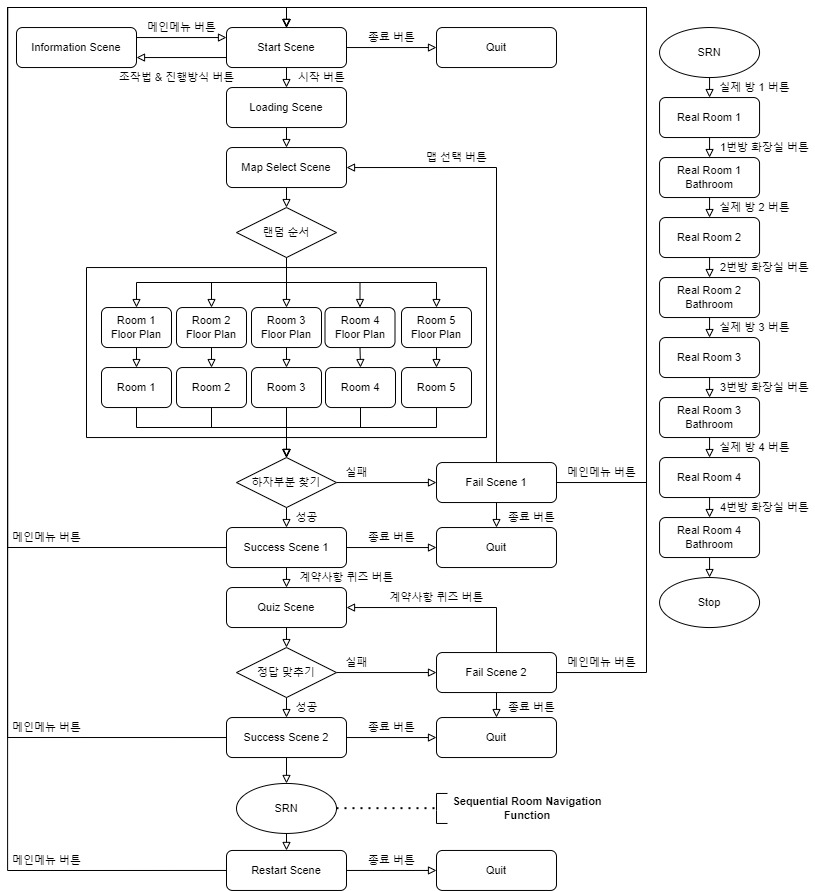 메인메뉴 버튼
Information Scene
Start Scene
종료 버튼
Quit
조작법 & 진행방식 버튼
시작 버튼
Loading Scene
Map Select Scene
맵 선택 버튼
랜덤 순서
Room 1
Floor Plan
Room 2
Floor Plan
Room 3
Floor Plan
Room 4
Floor Plan
Room 5
Floor Plan
Room 1
Room 2
Room 3
Room 4
Room 5
하자부분 찾기
실패
Fail Scene 1
메인메뉴 버튼
성공
종료 버튼
메인메뉴 버튼
Success Scene 1
종료 버튼
Quit
계약사항 퀴즈 버튼
Quiz Scene
계약사항 퀴즈 버튼
정답 맞추기
실패
Fail Scene 2
메인메뉴 버튼
성공
종료 버튼
메인메뉴 버튼
Success Scene 2
종료 버튼
Quit
SRN
Sequential Room Navigation
Function
메인메뉴 버튼
Restart Scene
종료 버튼
Quit
SRN
실제 방 1 버튼
Real Room 1
1번방 화장실 버튼
Real Room 1
Bathroom
실제 방 2 버튼
Real Room 2
2번방 화장실 버튼
Real Room 2
Bathroom
실제 방 3 버튼
Real Room 3
3번방 화장실 버튼
Real Room 3
Bathroom
실제 방 4 버튼
Real Room 4
4번방 화장실 버튼
Real Room 4
Bathroom
Stop